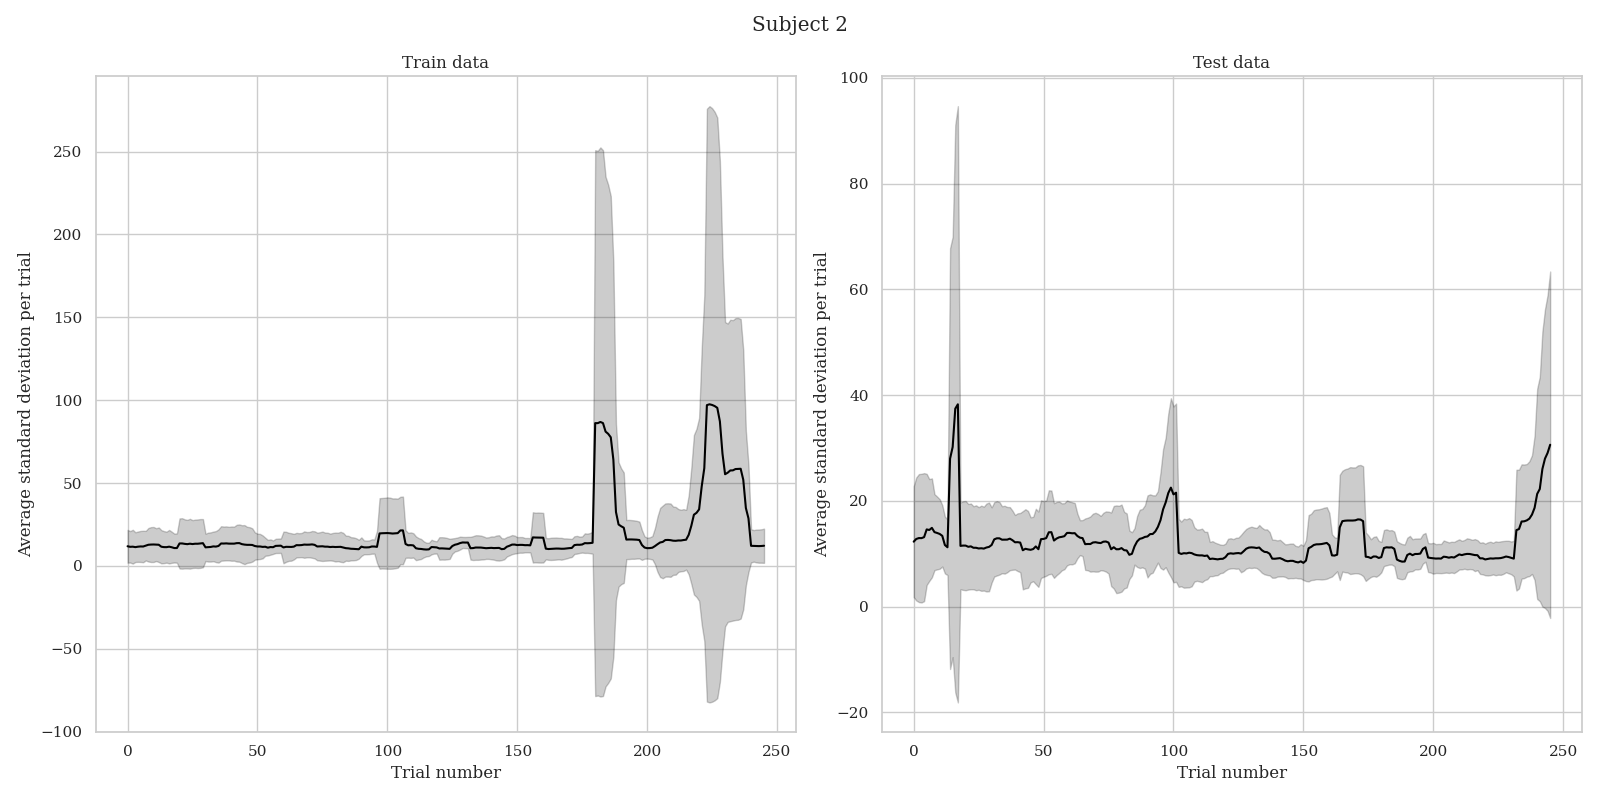 Subject 2
Train data
Average standard deviation per trial
250
200
150
100
50
0
−50
−100
0 50 100 150 200 250
Trial number
Test data
Average standard deviation per trial
100
80
60
40
20
0
−20
0 50 100 150 200 250
Trial number